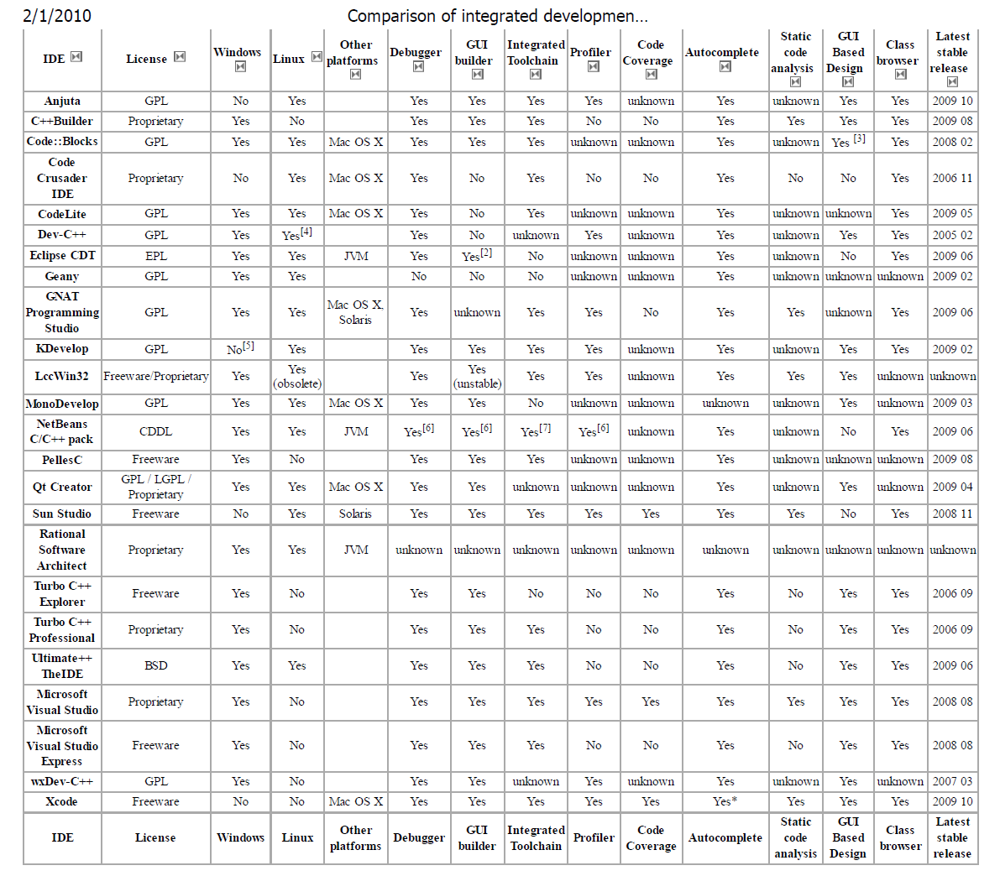 2/1/2010 Comparison of integrated developmen...
IDE License Windows Linux Other platforms Debugger GUI builder Integrated Toolchain Profiler Code Coverage Autocomplete Static code analysis GUI Based Design Class browser Latest stable release
Anjuta GPL No Yes Yes Yes Yes Yes unknown Yes unknown Yes Yes 2009 10
C++Builder Proprietary Yes No Yes Yes Yes No No Yes Yes Yes Yes 2009 08
Code::Blocks GPL Yes Yes Mac OS X Yes Yes Yes unknown unknown Yes unknown Yes [3] Yes 2008 02
Code Crusader IDE Proprietary No Yes Mac OS X Yes No Yes No No Yes No No Yes 2006 11
CodeLite GPL Yes Yes Mac OS X Yes No Yes unknown unknown Yes unknown unknown Yes 2009 05
Dev-C++ GPL Yes Yes[4] Yes No unknown Yes unknown Yes unknown Yes Yes 2005 02
Eclipse CDT EPL Yes Yes JVM Yes Yes[2] No unknown unknown Yes unknown No Yes 2009 06
Geany GPL Yes Yes No No No unknown unknown Yes unknown unknown unknown 2009 02
GNAT Programming Studio GPL Yes Yes Mac OS X, Solaris Yes unknown Yes Yes No Yes Yes unknown Yes 2009 06
KDevelop GPL No[5] Yes Yes Yes Yes Yes unknown Yes unknown Yes Yes 2009 02
LccWin32 Freeware/Proprietary Yes Yes (obsolete) Yes Yes (unstable) Yes Yes unknown Yes Yes Yes unknown unknown
MonoDevelop GPL Yes Yes Mac OS X Yes Yes No unknown unknown unknown unknown Yes unknown 2009 03
NetBeans C/C++ pack CDDL Yes Yes JVM Yes[6] Yes[6] Yes[7] Yes[6] unknown Yes unknown No Yes 2009 06
PellesC Freeware Yes No Yes Yes Yes unknown unknown Yes unknown unknown unknown 2009 08
Qt Creator GPL / LGPL / Proprietary Yes Yes Mac OS X Yes Yes unknown unknown unknown Yes unknown Yes unknown 2009 04
Sun Studio Freeware No Yes Solaris Yes Yes Yes Yes Yes Yes Yes No Yes 2008 11
Rational Software Architect Proprietary Yes Yes JVM unknown unknown unknown unknown unknown unknown unknown unknown unknown unknown
Turbo C++ Explorer Freeware Yes No Yes Yes No No No Yes No Yes Yes 2006 09
Turbo C++ Professional Proprietary Yes No Yes Yes Yes No No Yes No Yes Yes 2006 09
Ultimate++ TheIDE BSD Yes Yes Yes Yes Yes No No Yes No Yes Yes 2009 06
Microsoft Visual Studio Proprietary Yes No Yes Yes Yes Yes Yes Yes Yes Yes Yes 2008 08
Microsoft Visual Studio Express Freeware Yes No Yes Yes Yes No No Yes No Yes Yes 2008 08
wxDev-C++ GPL Yes No Yes Yes unknown Yes unknown Yes unknown Yes unknown 2007 03
Xcode Freeware No No Mac OS X Yes Yes Yes Yes Yes Yes* Yes Yes Yes 2009 10
IDE License Windows Linux Other platforms Debugger GUI builder Integrated Toolchain Profiler Code Coverage Autocomplete Static code analysis GUI Based Design Class browser Latest stable release